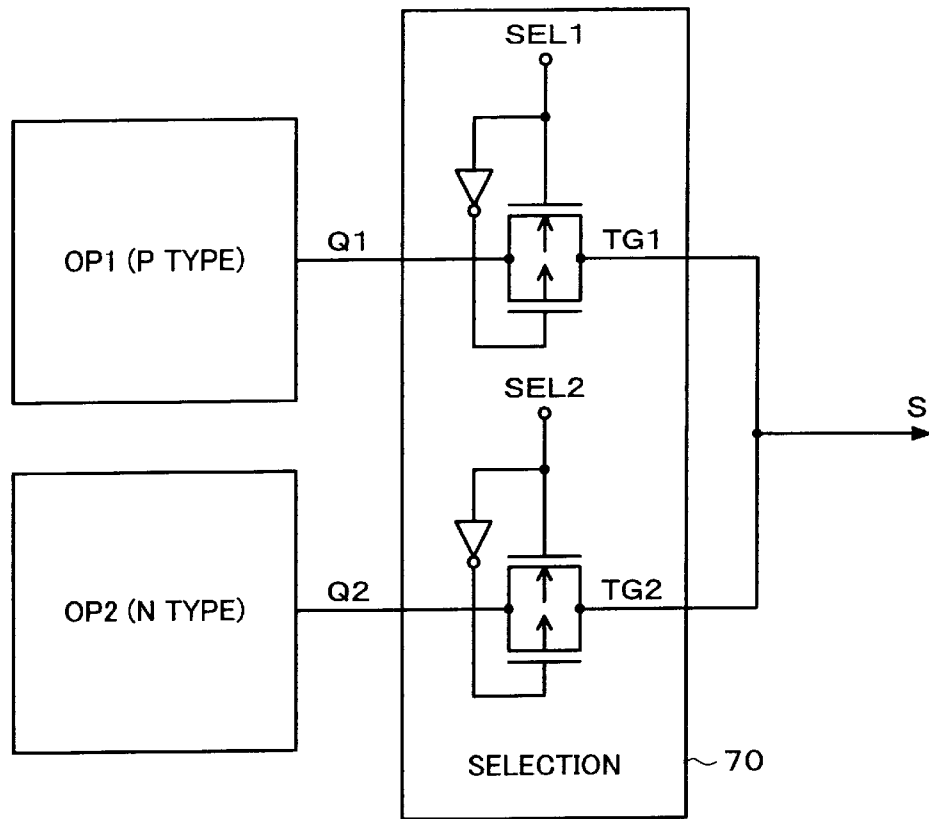 SEL1
OP1 (P TYPE)
Q1
TG1
SEL2
S
OP2 (N TYPE)
Q2
TG2
SELECTION
70